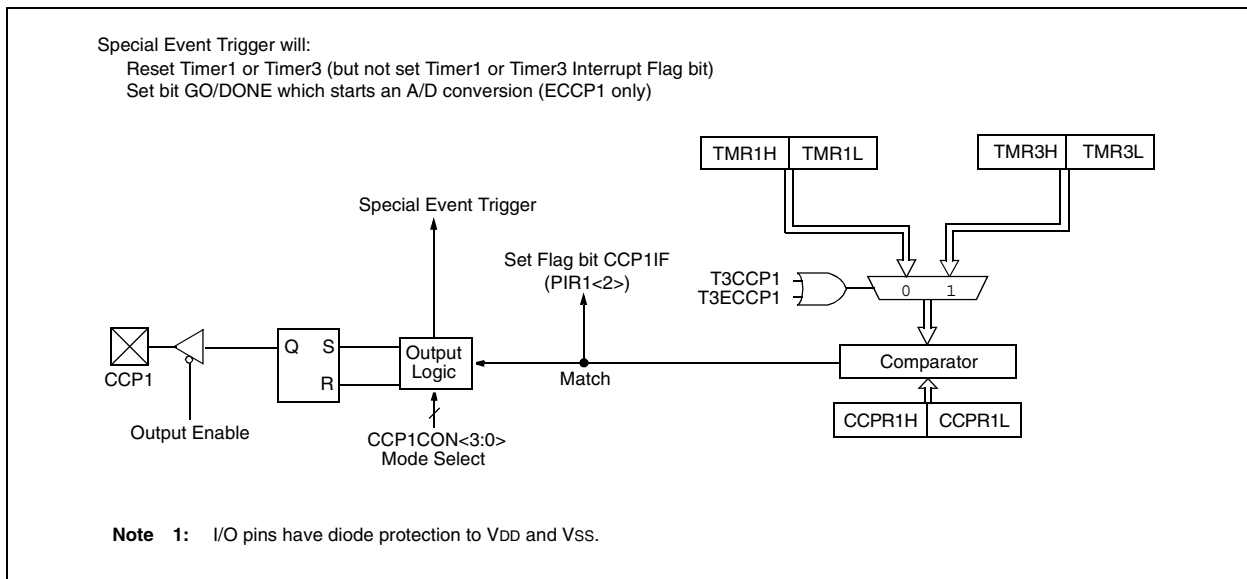 Special Event Trigger will:
Reset Timer1 or Timer3 (but not set Timer1 or Timer3 Interrupt Flag bit)
Set bit GO/DONE which starts an A/D conversion (ECCP1 only)
TMR1H TMR1L
TMR3H TMR3L
Special Event Trigger
Set Flag bit CCP1IF
(PIR1<2>)
T3CCP1
T3ECCP1
0 1
Q S
R
Output
Logic
Match
Comparator
CCP1
Output Enable
CCP1CON<3:0>
Mode Select
CCPR1H CCPR1L
Note 1: I/O pins have diode protection to VDD and VSS.